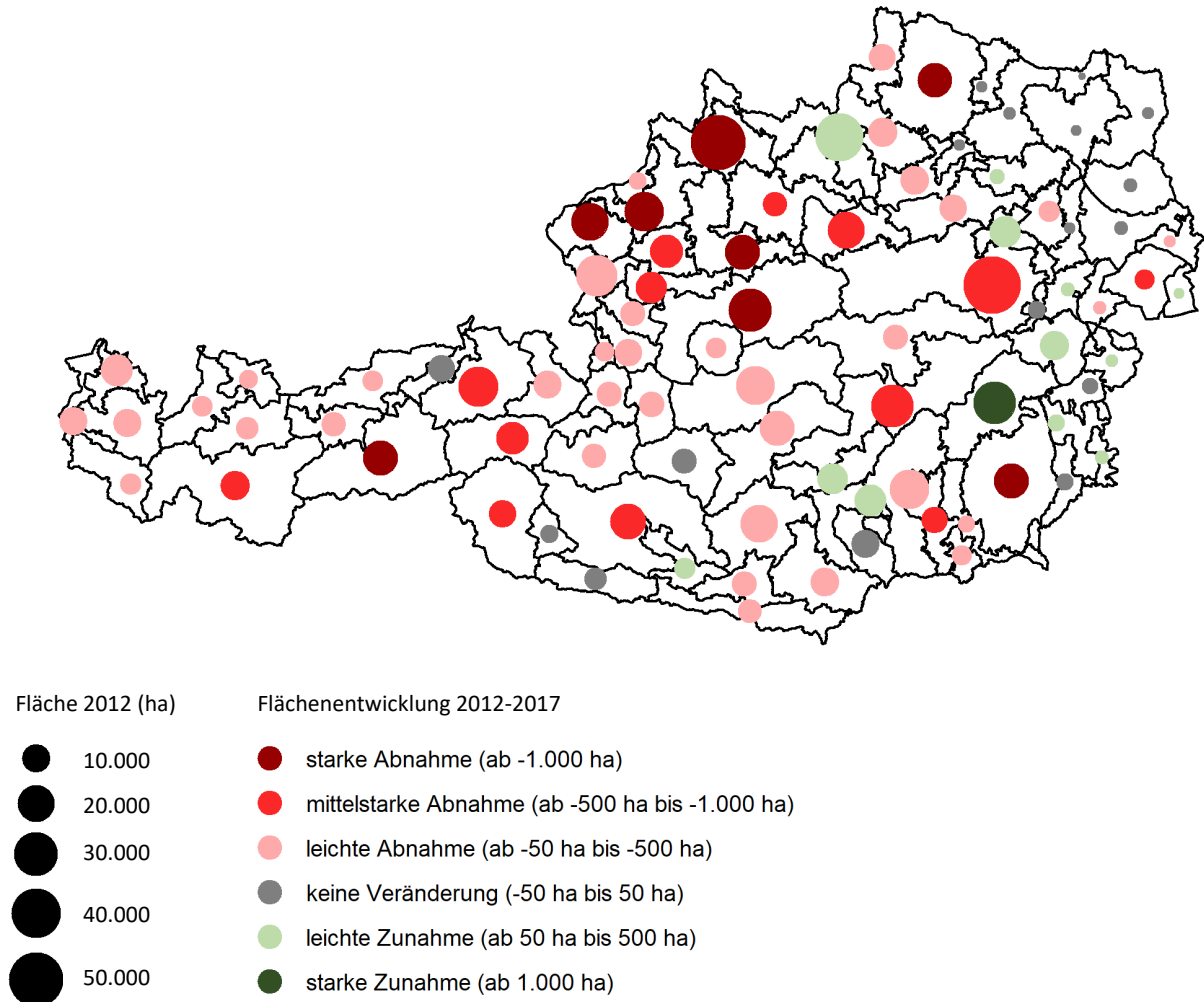 Fläche 2012 (ha)
Flächenentwicklung 2012-2017
10.000
starke Abnahme (ab -1.000 ha)
20.000
mittelstarke Abnahme (ab -500 ha bis -1.000 ha)
30.000
leichte Abnahme (ab -50 ha bis -500 ha)
keine Veränderung (-50 ha bis 50 ha)
40.000
leichte Zunahme (ab 50 ha bis 500 ha)
50.000
starke Zunahme (ab 1.000 ha)